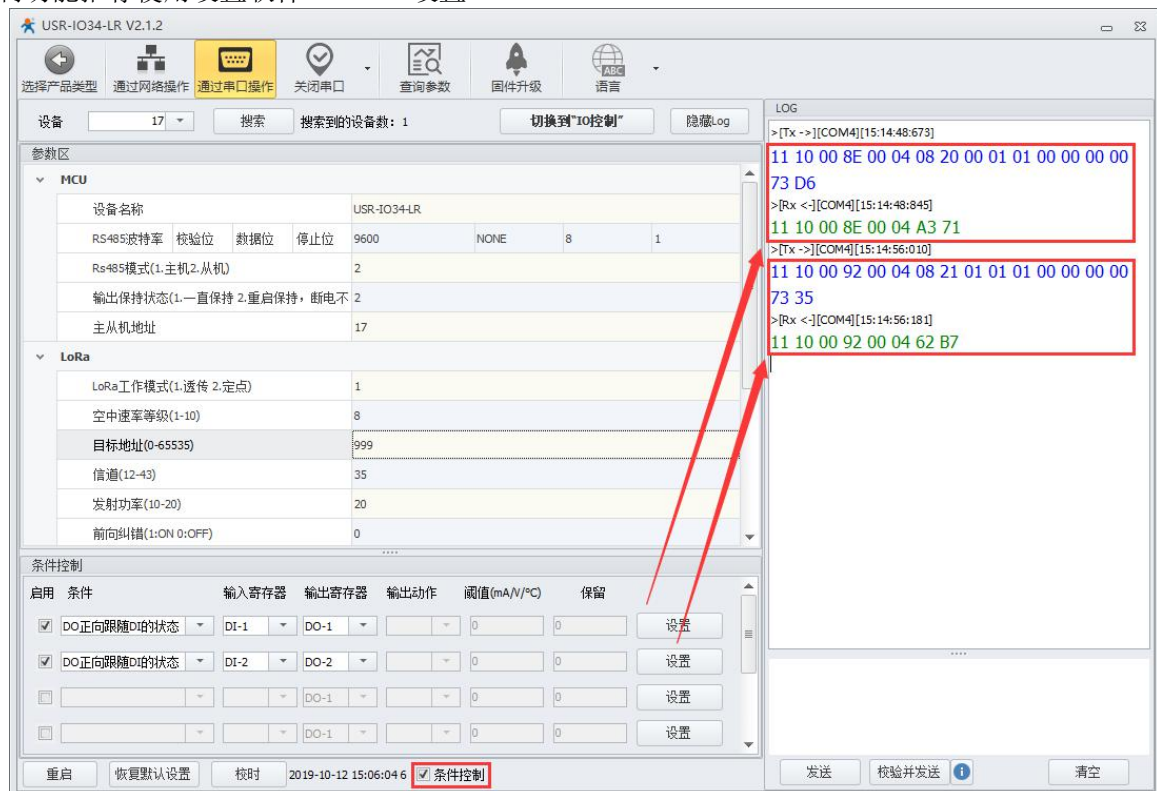 USR-IO34-LR V2.1.2
选择产品类型 通过网络操作 通过串口操作 关闭串口 查询参数 固件升级 语言
ABC
设备 17 搜索 搜索到的设备数: 1 切换到"IO控制" 隐藏Log
参数区
MCU
设备名称 USR-IO34-LR
RS485波特率 校验位 数据位 停止位 9600 NONE 8 1
Rs485模式(1.主机2.从机) 2
输出保持状态(1.一直保持 2.重启保持，断电不 2
主从机地址 17
LoRa
LoRa工作模式(1.透传 2.定点) 1
空中速率等级(1-10) 8
目标地址(0-65535) 999
信道(12-43) 35
发射功率(10-20) 20
前向纠错(1:ON 0:OFF) 0
条件控制
启用 条件 输入寄存器 输出寄存器 输出动作 阈值(mA/V/℃) 保留
DO正向跟随DI的状态 DI-1 DO-1 0 0 设置
DO正向跟随DI的状态 DI-2 DO-2 0 0 设置
DO-1 0 0 设置
DO-1 0 0 设置
重启 恢复默认设置 校时 2019-10-12 15:06:04 6 条件控制
LOG
>[Tx ->][COM4][15:14:48:673]
11 10 00 8E 00 04 08 20 00 01 01 00 00 00 00
73 D6
>[Rx <-][COM4][15:14:48:845]
11 10 00 8E 00 04 A3 71
>[Tx ->][COM4][15:14:56:010]
11 10 00 92 00 04 08 21 01 01 01 00 00 00 00
73 35
>[Rx <-][COM4][15:14:56:181]
11 10 00 92 00 04 62 B7
发送 校验并发送 清空